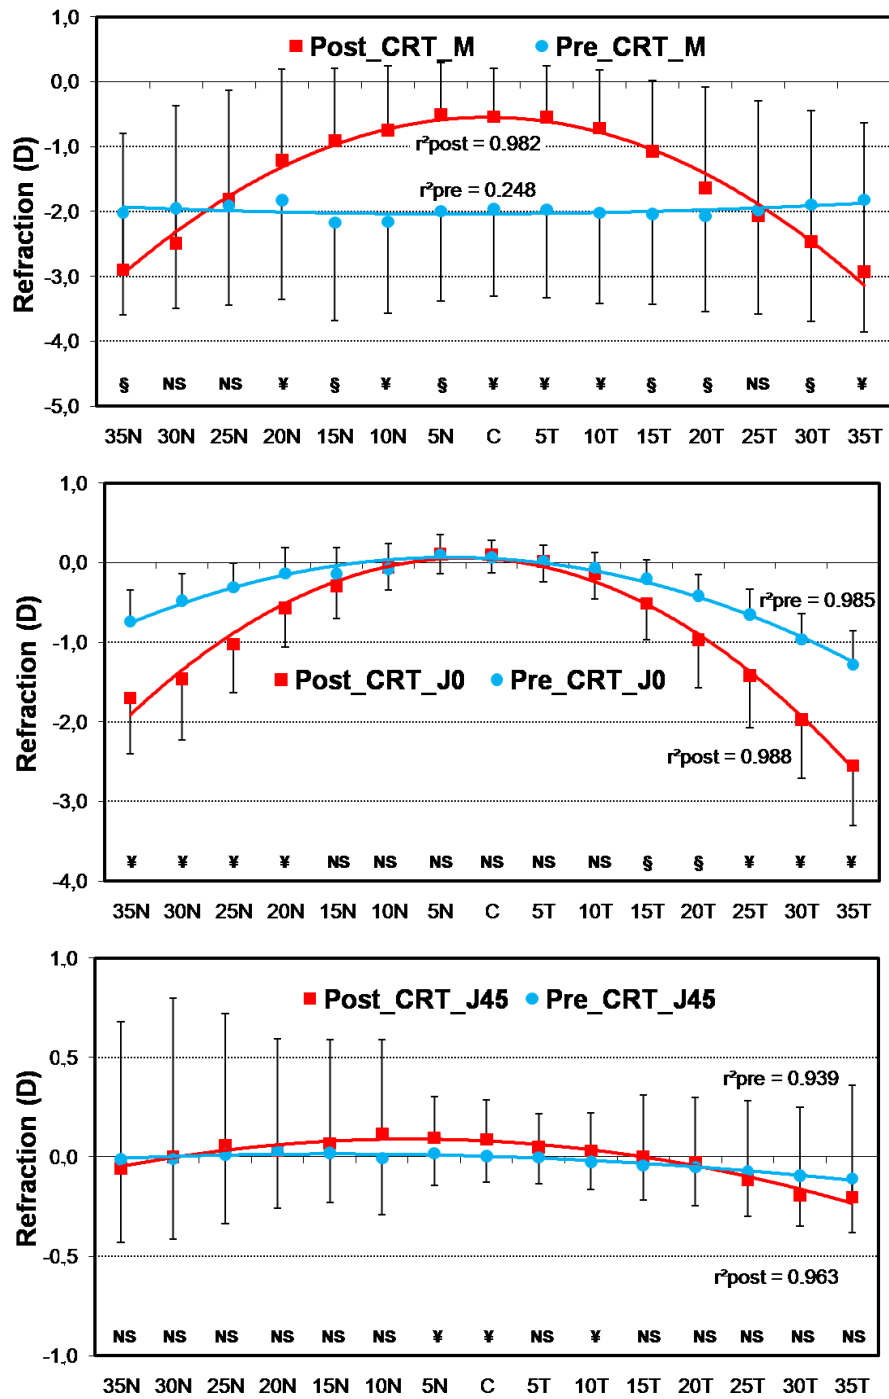 1,0
Post_CRT_M Pre_CRT_M
0,0
-1,0
r²post = 0.982
r²pre = 0.248
-2,0
-3,0
-4,0
-5,0
Refraction (D)
§ NS NS ¥ § ¥ § ¥ ¥ ¥ § § NS § ¥
35N 30N 25N 20N 15N 10N 5N C 5T 10T 15T 20T 25T 30T 35T
1,0
0,0
r²pre = 0.985
-1,0
Post_CRT_J0 Pre_CRT_J0
-2,0
r²post = 0.988
-3,0
-4,0
Refraction (D)
¥ ¥ ¥ ¥ NS NS NS NS NS NS § § ¥ ¥ ¥
35N 30N 25N 20N 15N 10N 5N C 5T 10T 15T 20T 25T 30T 35T
1,0
Post_CRT_J45 Pre_CRT_J45
0,5
r²pre = 0.939
0,0
-0,5
r²post = 0.963
-1,0
Refraction (D)
NS NS NS NS NS NS ¥ ¥ NS ¥ NS NS NS NS NS
35N 30N 25N 20N 15N 10N 5N C 5T 10T 15T 20T 25T 30T 35T